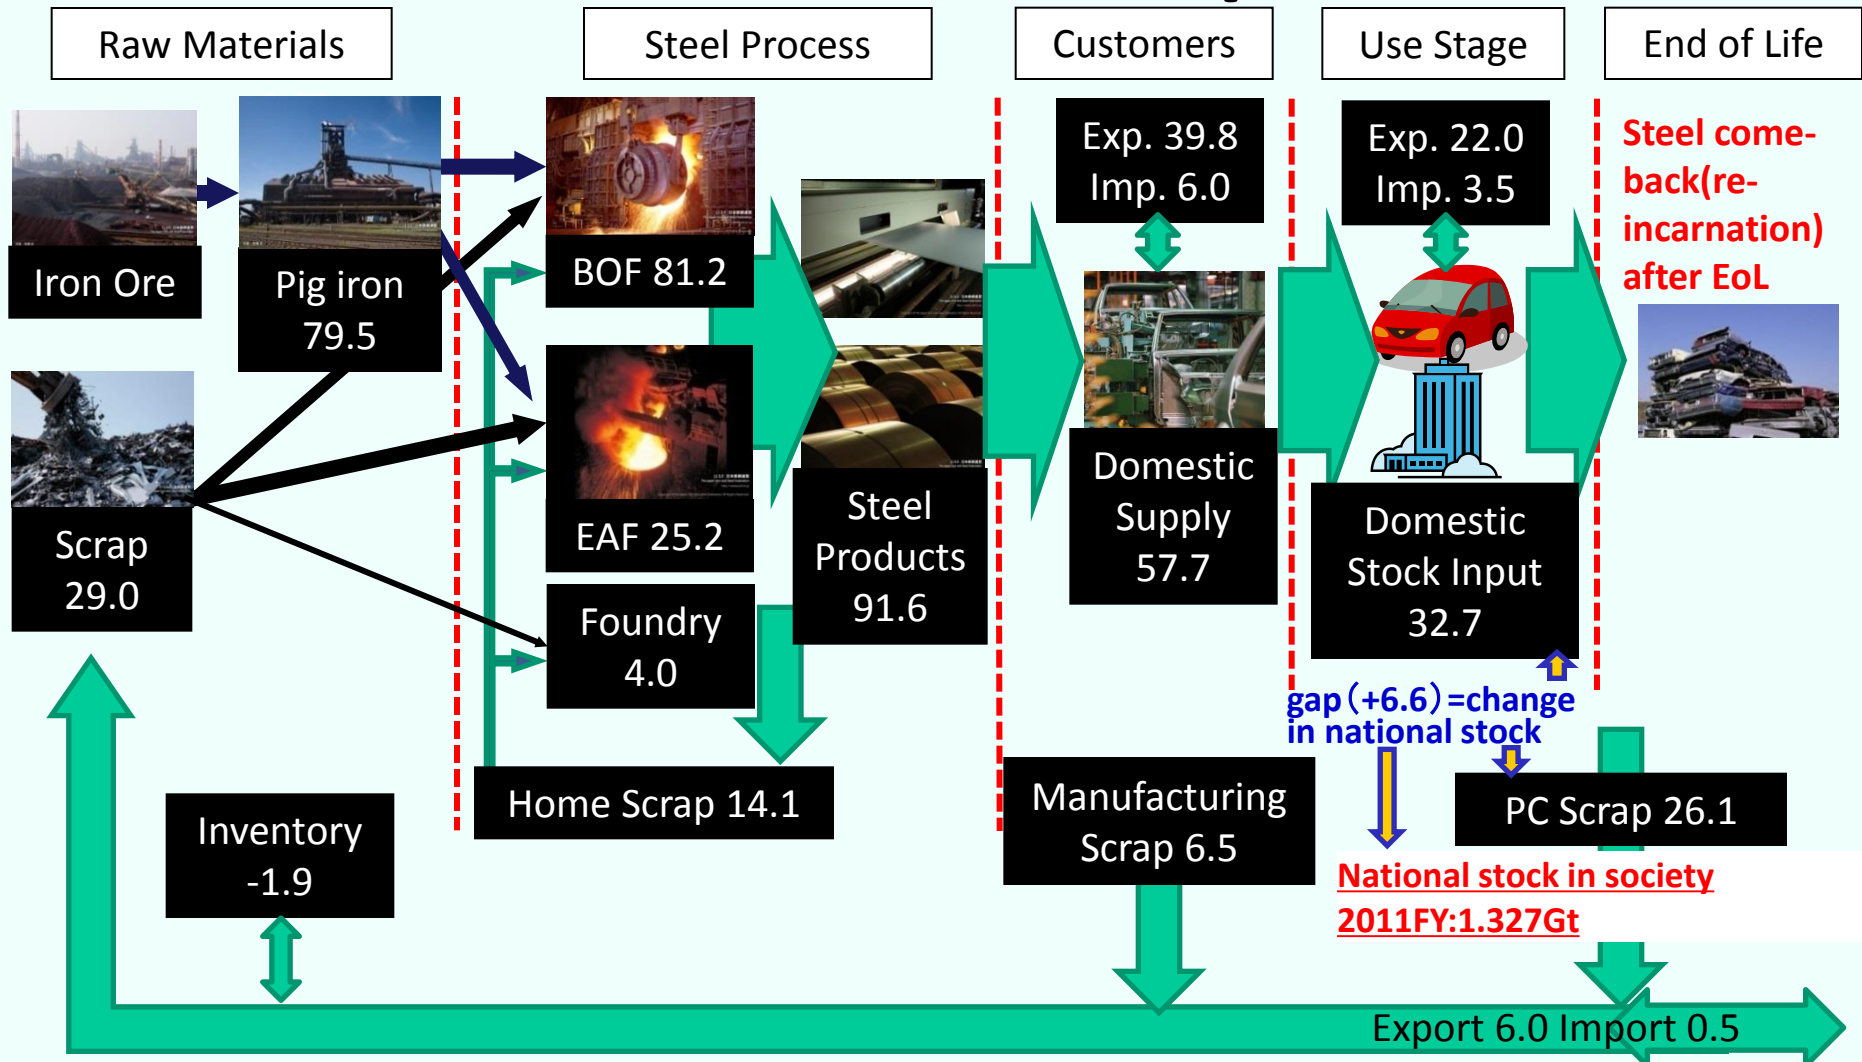 Raw Materials
Steel Process
Customers
Use Stage
End of Life
Iron Ore
Pig iron
79.5
Scrap
29.0
BOF 81.2
EAF 25.2
Foundry
4.0
Steel
Products
91.6
Home Scrap 14.1
Inventory
-1.9
Exp. 39.8
Imp. 6.0
Domestic
Supply
57.7
Manufacturing
Scrap 6.5
Exp. 22.0
Imp. 3.5
Domestic
Stock Input
32.7
gap（+6.6）=change
in national stock
Steel come-
back(re-
incarnation)
after EoL
PC Scrap 26.1
National stock in society
2011FY:1.327Gt
Export 6.0 Import 0.5